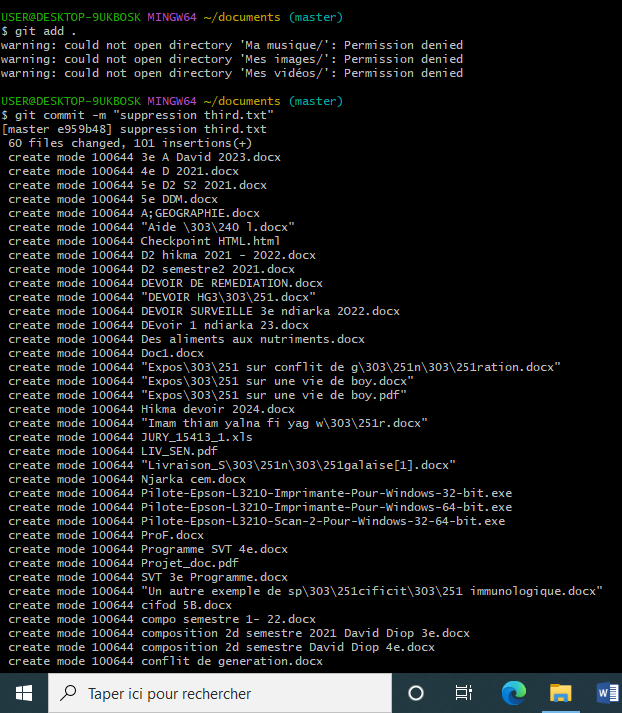 USER@DESKTOP-9UKBOSK MINGW64 ~/documents (master)
$ git add .
warning: could not open directory 'Ma musique/': Permission denied
warning: could not open directory 'Mes images/': Permission denied
warning: could not open directory 'Mes vidéos/': Permission denied
USER@DESKTOP-9UKBOSK MINGW64 ~/documents (master)
$ git commit -m "suppression third.txt"
[master e959b48] suppression third.txt
60 files changed, 101 insertions(+)
create mode 100644 3e A David 2023.docx
create mode 100644 4e D 2021.docx
create mode 100644 5e D2 S2 2021.docx
create mode 100644 5e DDM.docx
create mode 100644 A;GEOGRAPHIE.docx
create mode 100644 "Aide \303\240 l.docx"
create mode 100644 Checkpoint HTML.html
create mode 100644 D2 hikma 2021 - 2022.docx
create mode 100644 D2 semestre2 2021.docx
create mode 100644 DEVOIR DE REMEDIATION.docx
create mode 100644 "DEVOIR HG3\303\251.docx"
create mode 100644 DEVOIR SURVEILLE 3e ndiarka 2022.docx
create mode 100644 DEvoir 1 ndiarka 23.docx
create mode 100644 Des aliments aux nutriments.docx
create mode 100644 Doc1.docx
create mode 100644 "Expos\303\251 sur conflit de g\303\251n\303\251ration.docx"
create mode 100644 "Expos\303\251 sur une vie de boy.docx"
create mode 100644 "Expos\303\251 sur une vie de boy.pdf"
create mode 100644 Hikma devoir 2024.docx
create mode 100644 "Imam thiam yalna fi yag w\303\251r.docx"
create mode 100644 JURY_15413_1.xls
create mode 100644 LIV_SEN.pdf
create mode 100644 "Livraison_S\303\251n\303\251galaise[1].docx"
create mode 100644 Njarka cem.docx
create mode 100644 Pilote-Epson-L3210-Imprimante-Pour-Windows-32-bit.exe
create mode 100644 Pilote-Epson-L3210-Imprimante-Pour-Windows-64-bit.exe
create mode 100644 Pilote-Epson-L3210-Scan-2-Pour-Windows-32-64-bit.exe
create mode 100644 ProF.docx
create mode 100644 Programme SVT 4e.docx
create mode 100644 Projet_doc.pdf
create mode 100644 SVT 3e Programme.docx
create mode 100644 "Un autre exemple de sp\303\251cificit\303\251 immunologique.docx"
create mode 100644 cifod 5B.docx
create mode 100644 compo semestre 1- 22.docx
create mode 100644 composition 2d semestre 2021 David Diop 3e.docx
create mode 100644 composition 2d semestre David Diop 4e.docx
create mode 100644 conflit de generation.docx
Taper ici pour rechercher